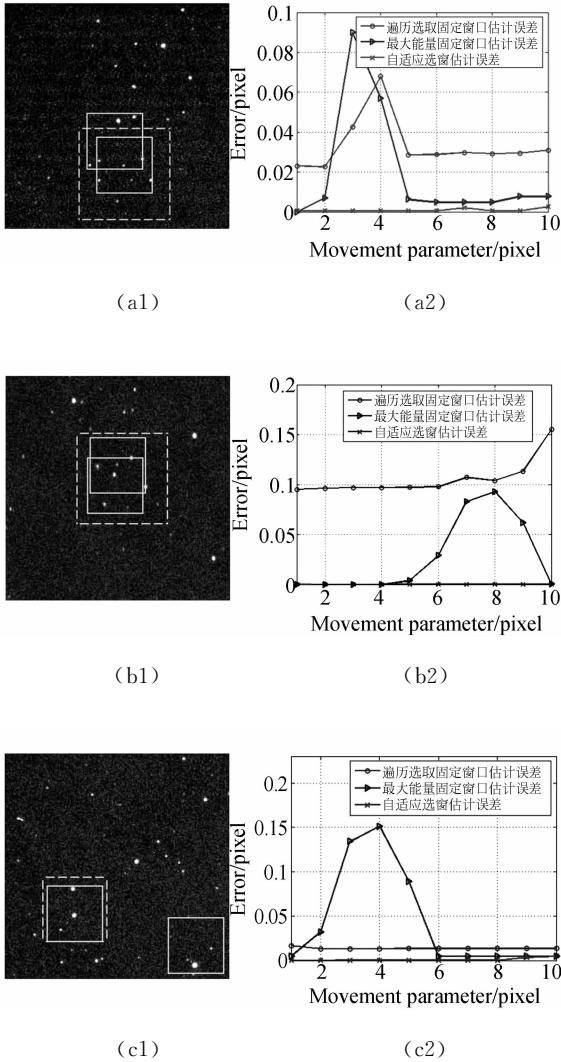 0.1
0.08
0.06
0.04
0.02
0
Error/pixel
遍历选取固定窗口估计误差
最大能量固定窗口估计误差
自适应选窗估计误差
2 4 6 8 10
Movement parameter/pixel
(a1) (a2)
0.2
0.15
0.1
0.05
0
Error/pixel
遍历选取固定窗口估计误差
最大能量固定窗口估计误差
自适应选窗估计误差
2 4 6 8 10
Movement parameter/pixel
(b1) (b2)
0.2
0.15
0.1
0.05
0
Error/pixel
遍历选取固定窗口估计误差
最大能量固定窗口估计误差
自适应选窗估计误差
2 4 6 8 10
Movement parameter/pixel
(c1) (c2)